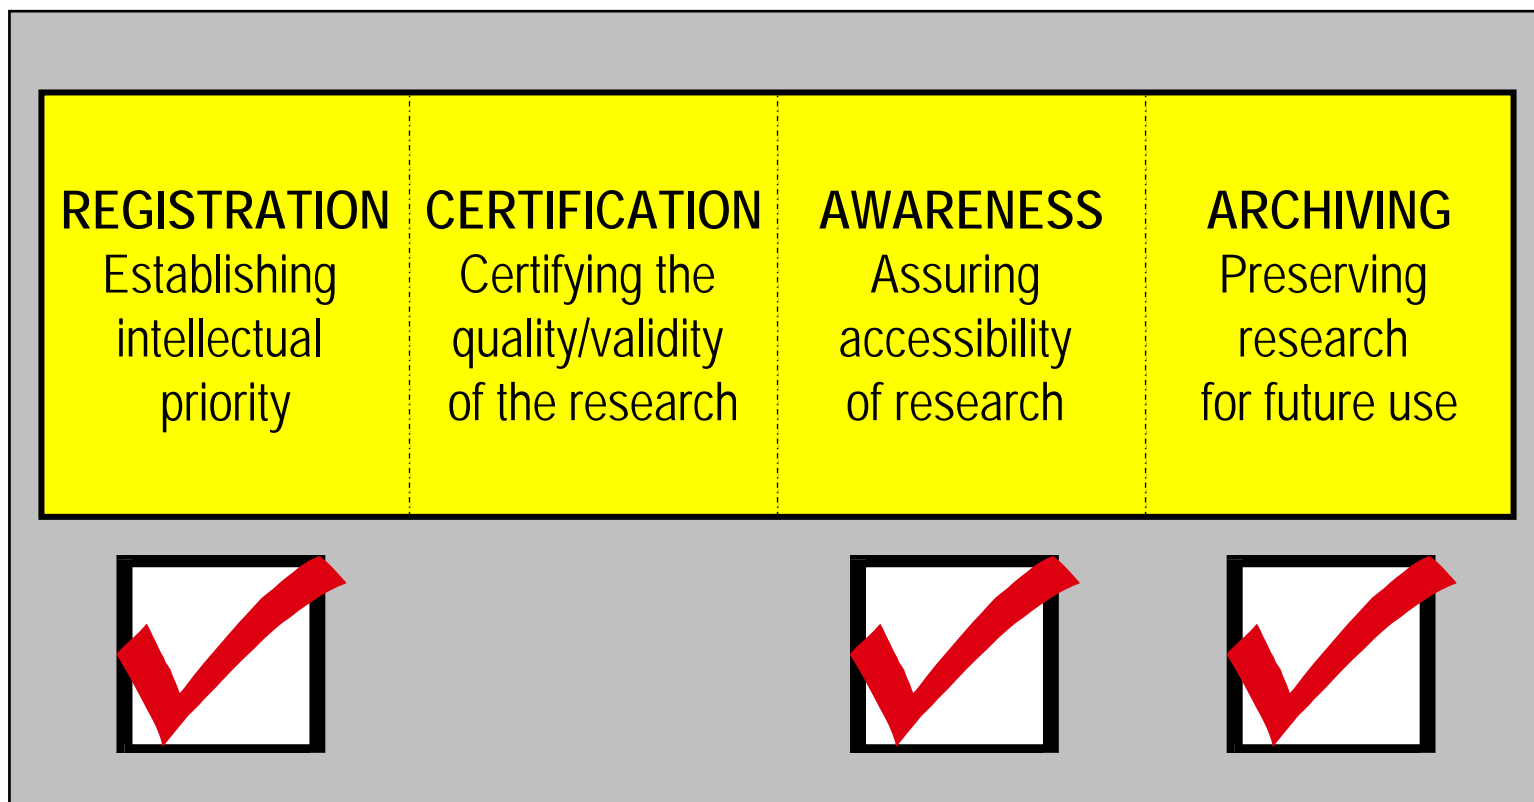 REGISTRATION
Establishing
intellectual
priority
CERTIFICATION
Certifying the
quality/validity
of the research
AWARENESS
Assuring
accessibility
of research
ARCHIVING
Preserving
research
for future use